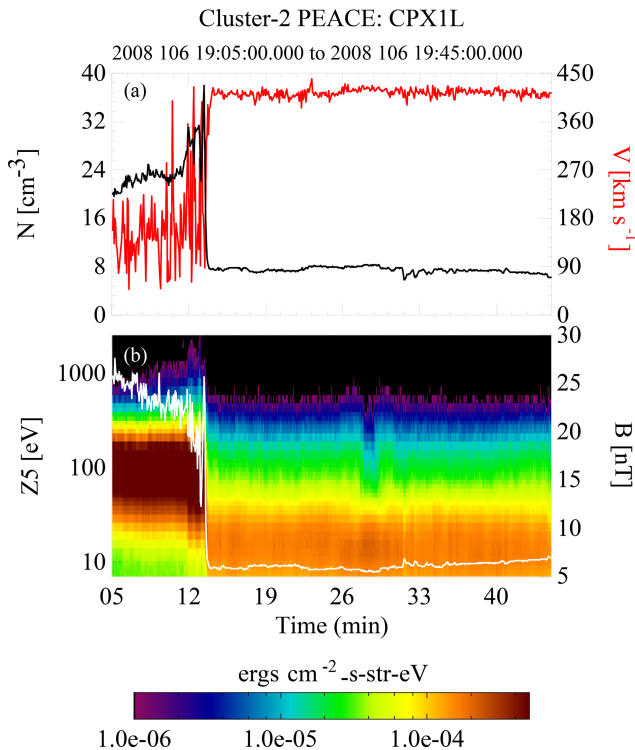 Cluster-2 PEACE: CPX1L
2008 106 19:05:00.000 to 2008 106 19:45:00.000
(a)
N [cm-3]
40
32
24
16
8
0
V [km s-1]
450
360
270
180
90
0
(b)
Z5 [eV]
1000
100
10
B [nT]
30
25
20
15
10
5
05 12 19 26 33 40
Time (min)
ergs cm-2 -s-str-eV
1.0e-06 1.0e-05 1.0e-04